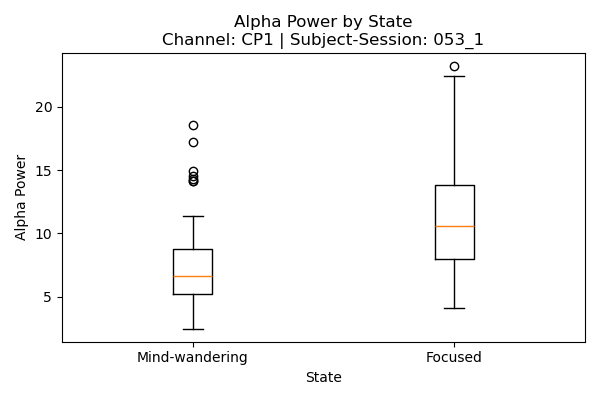 Alpha Power by State
Channel: CP1 | Subject-Session: 053_1
Alpha Power
20
15
10
5
Mind-wandering
Focused
State